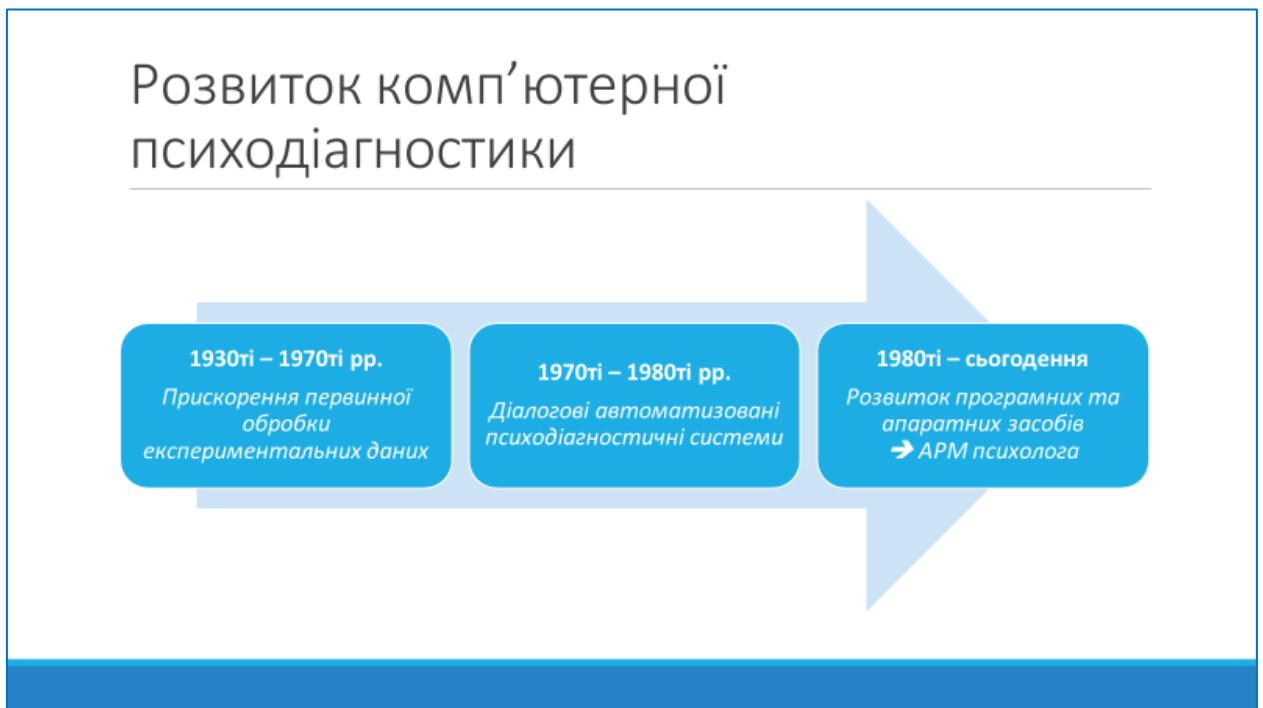 Розвиток комп’ютерної
психодіагностики
1930ті – 1970ті рр.
Прискорення первинної
обробки
експериментальних даних
1970ті – 1980ті рр.
Діалогові автоматизовані
психодіагностичні системи
1980ті – сьогодення
Розвиток програмних та
апаратних засобів
➔ АРМ психолога